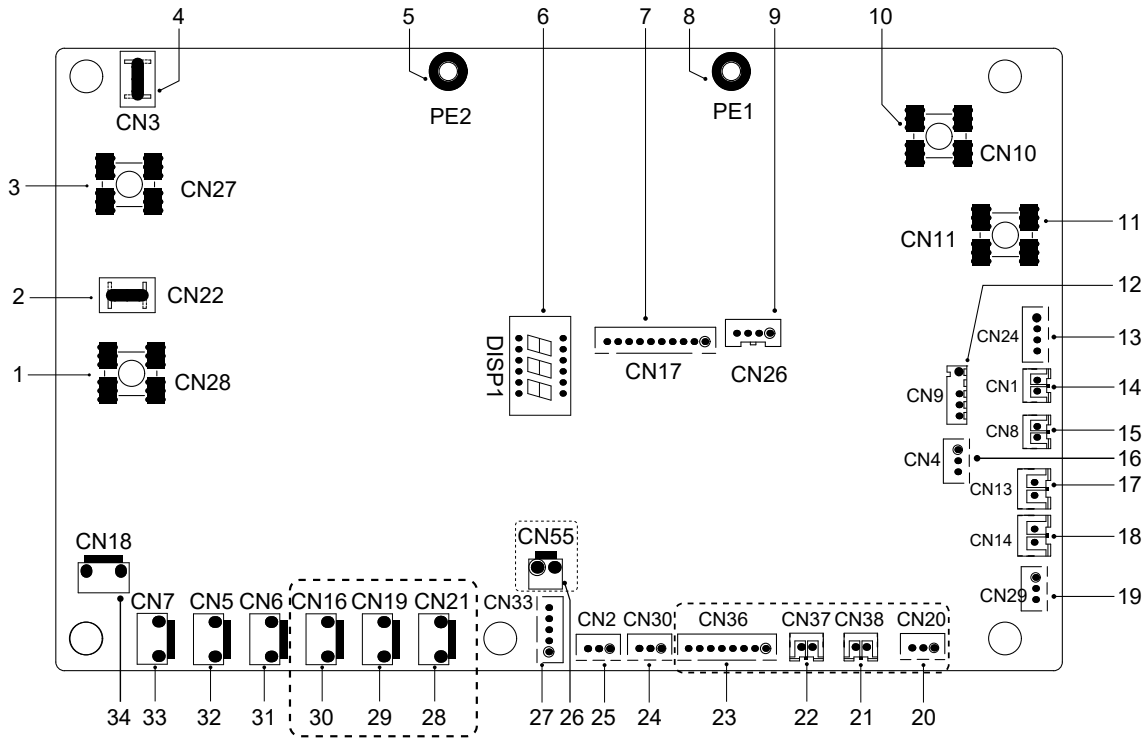 4 5 6 7 8 9 10
CN3 PE2 PE1
CN10
3 CN27
CN11 11
12
2 CN22
CN24 13
DISP1 CN17 CN26
1 CN28
CN9 CN1 14
CN8 15
CN4 16
CN13 17
CN18 CN55 CN14 18
CN7 CN5 CN6 CN16 CN19 CN21 CN33 CN29 19
CN2 CN30 CN36 CN37 CN38 CN20
34 33 32 31 30 29 28 27 26 25 24 23 22 21 20